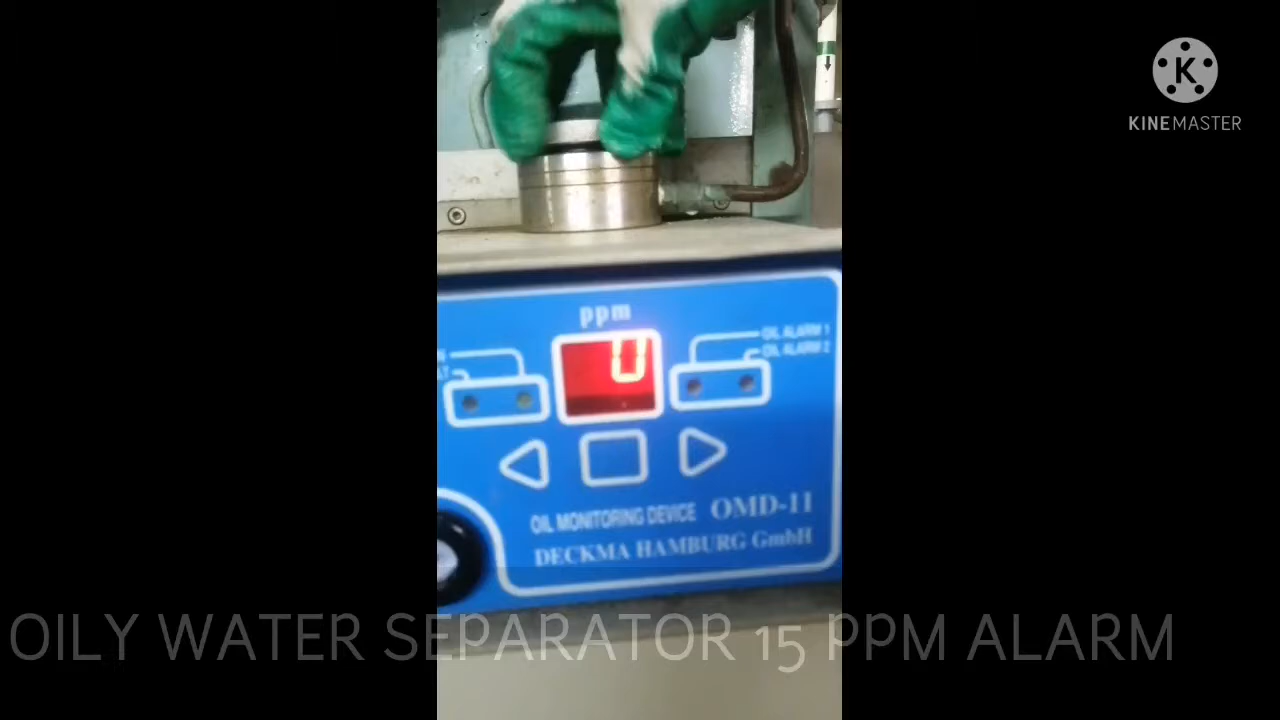 K
KINEMASTER
ppm
0
OIL ALARM 1
OIL ALARM 2
OIL MONITORING DEVICE OMD-11
DECKMA HAMBURG GmbH
OILY WATER SEPARATOR 15 PPM ALARM